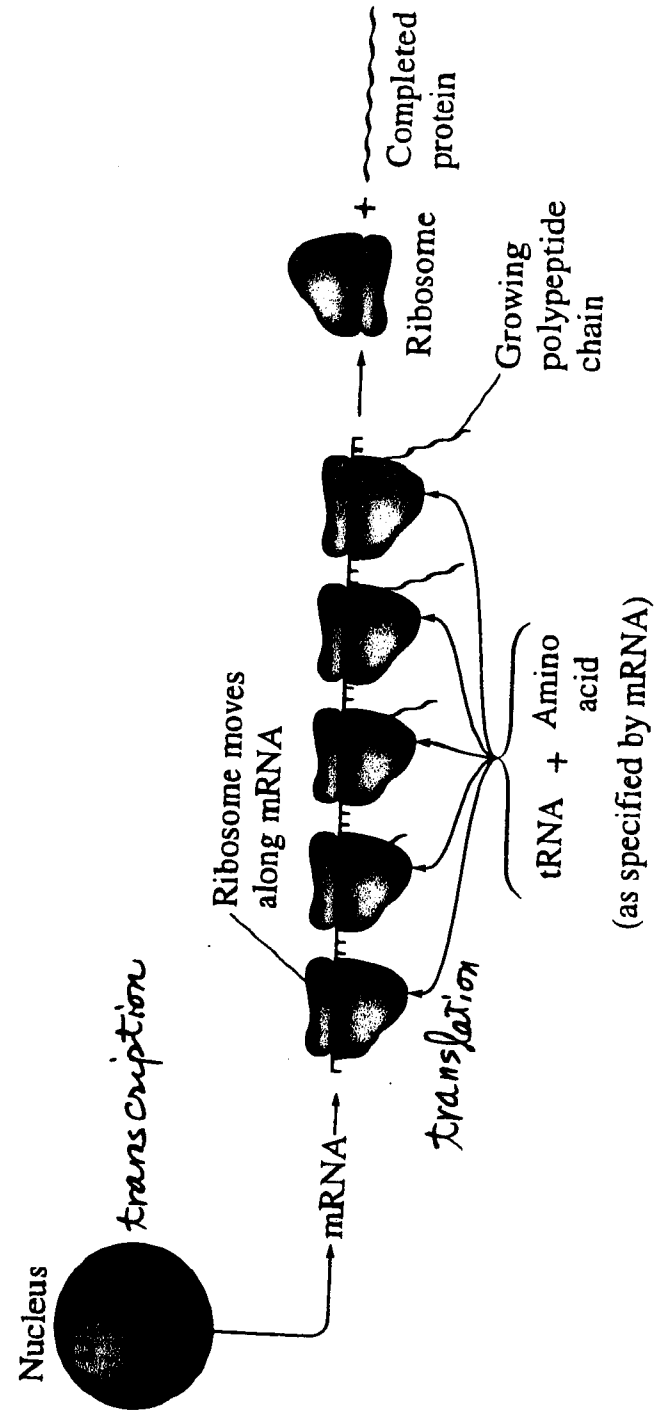 Nucleus
transcription
mRNA
Ribosome moves
along mRNA
translation
tRNA + Amino
acid
(as specified by mRNA)
Growing
polypeptide
chain
Ribosome
+
Completed
protein